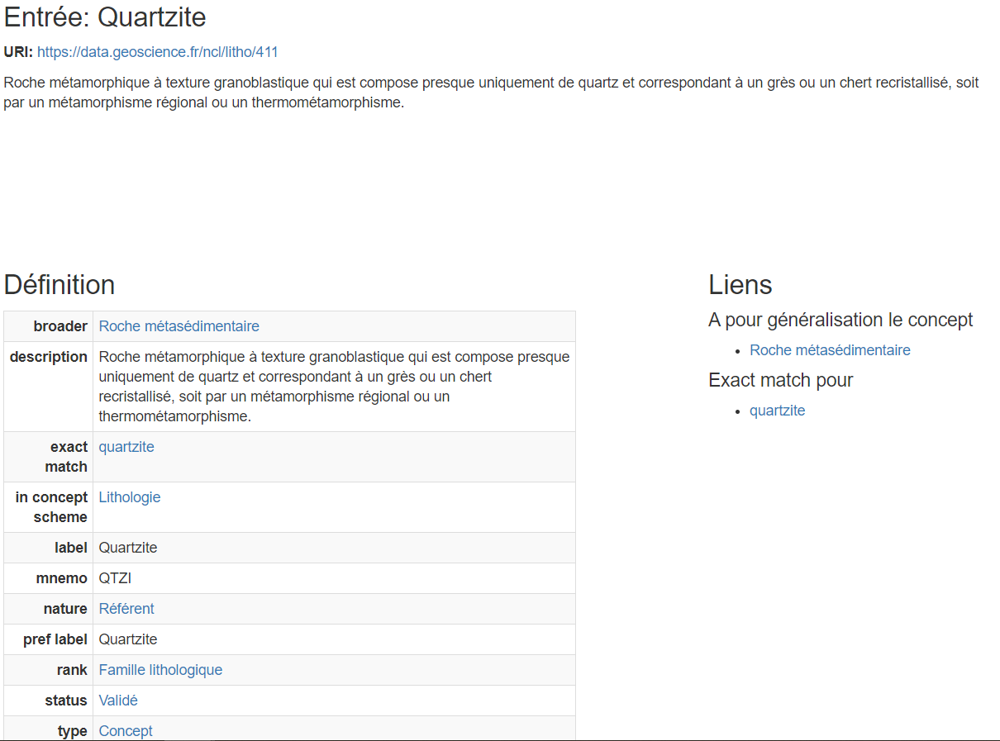 Entrée: Quartzite
URI: https://data.geoscience.fr/ncl/litho/411
Roche métamorphique à texture granoblastique qui est compose presque uniquement de quartz et correspondant à un grès ou un chert recristallisé, soit
par un métamorphisme régional ou un thermométamorphisme.
Définition
broader Roche métasédimentaire
description Roche métamorphique à texture granoblastique qui est compose presque
uniquement de quartz et correspondant à un grès ou un chert
recristallisé, soit par un métamorphisme régional ou un
thermométamorphisme.
exact quartzite
match
in concept Lithologie
scheme
label Quartzite
mnemo QTZI
nature Référent
pref label Quartzite
rank Famille lithologique
status Validé
type Concept
Liens
A pour généralisation le concept
• Roche métasédimentaire
Exact match pour
• quartzite